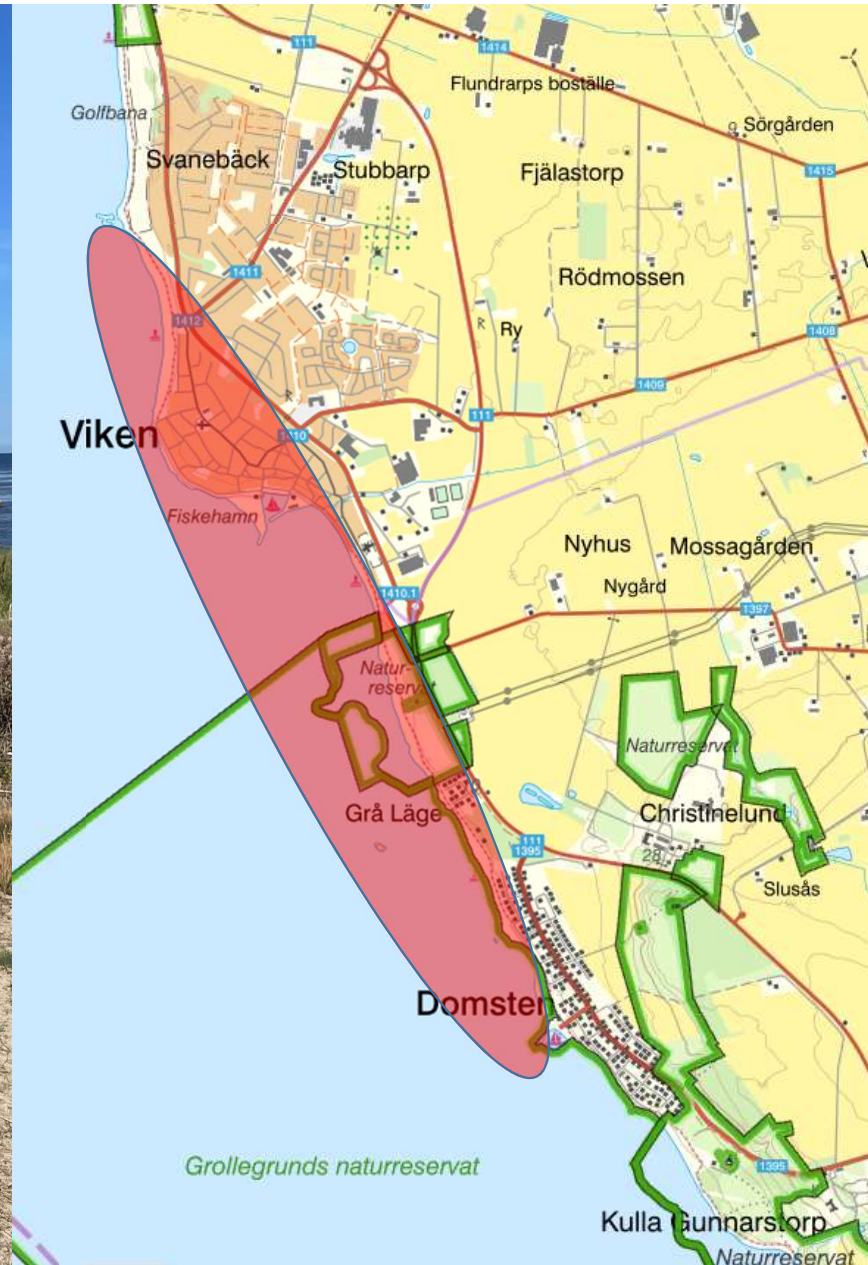 111
1414
Flundrarps boställe
Golfbana
Sörgården
Svanebäck
Stubbarp
Fjälastorp
1415
1411
Rödmossen
1412
Ry
1408
1409
111
Viken
1410
Fiskehamn
Nyhus
Mossagården
Nygård
1410.1
1397
Natur-
reservat
Naturreservat
Grå Läge
Christinelund
111
1395
28
Slusås
Domsten
Grollegrunds naturreservat
1395
Kulla Gunnarstorp
Naturreservat